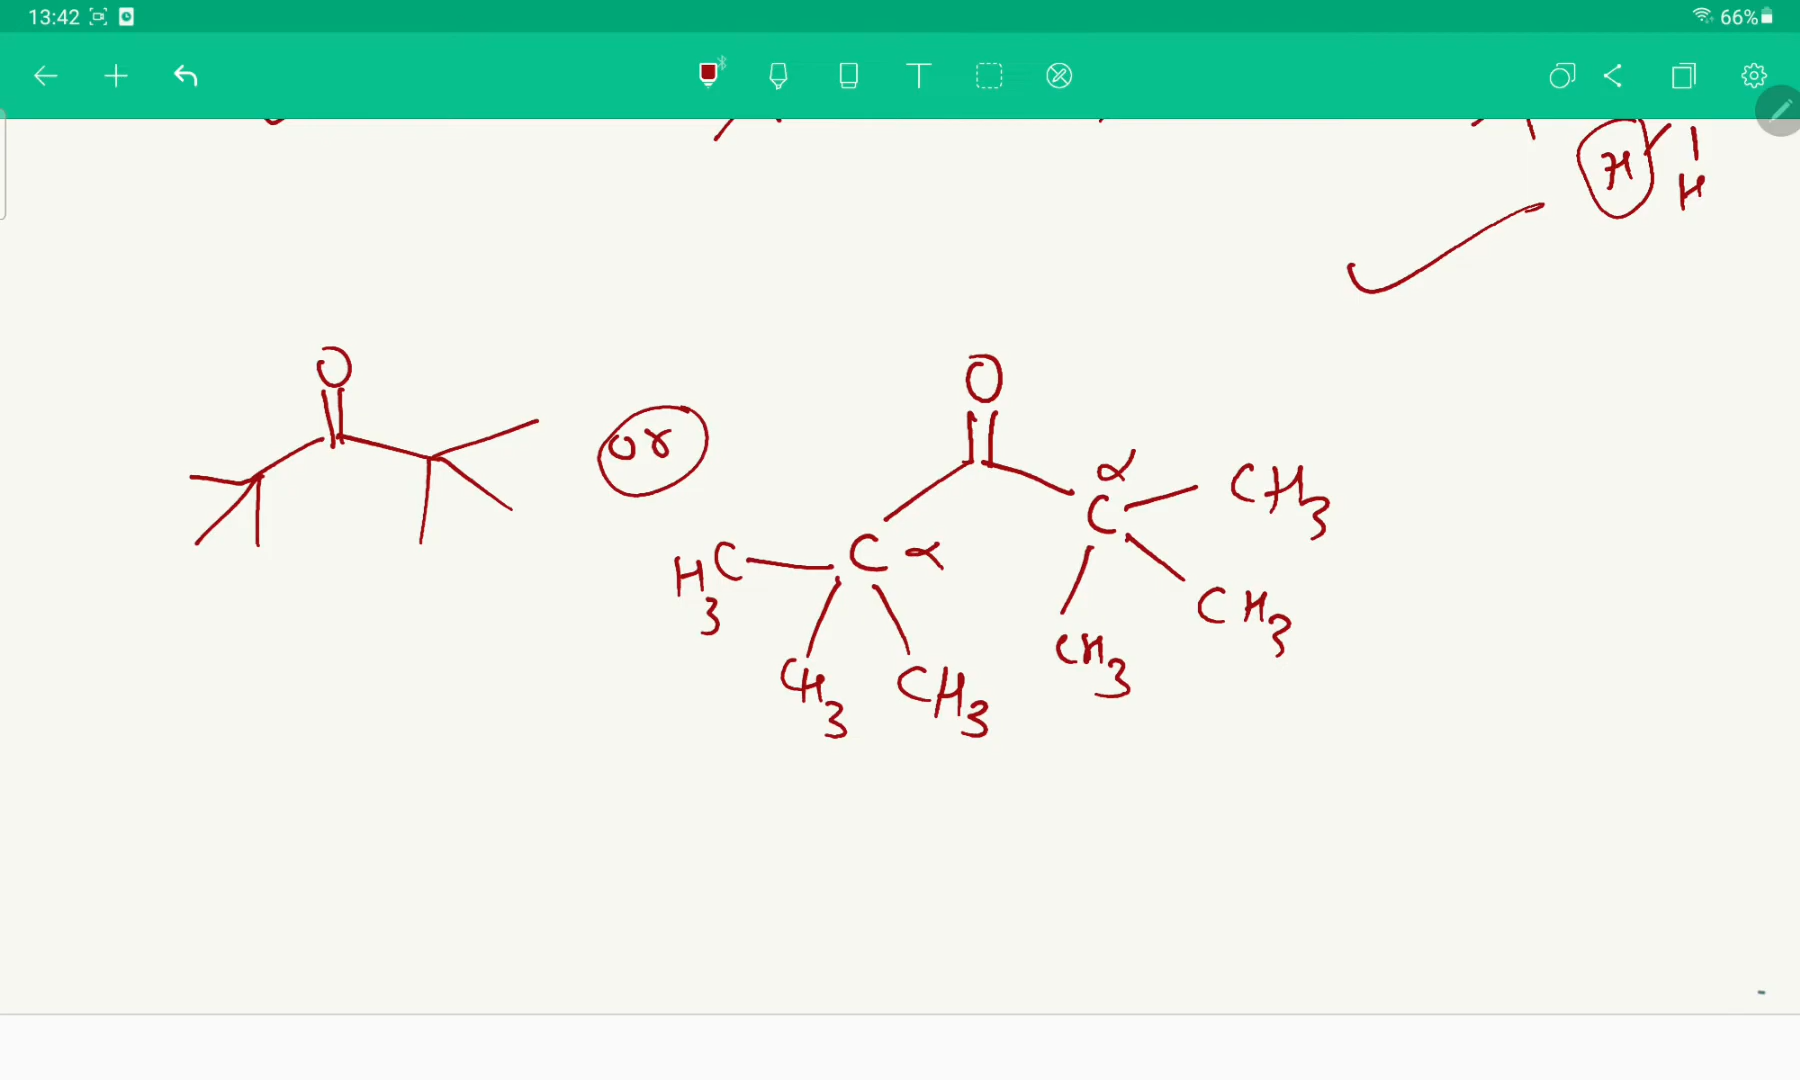 13:42 66%
H
H
O
or
O
α
C CH3
H3C C α
CH3
CH3 CH3 CH3